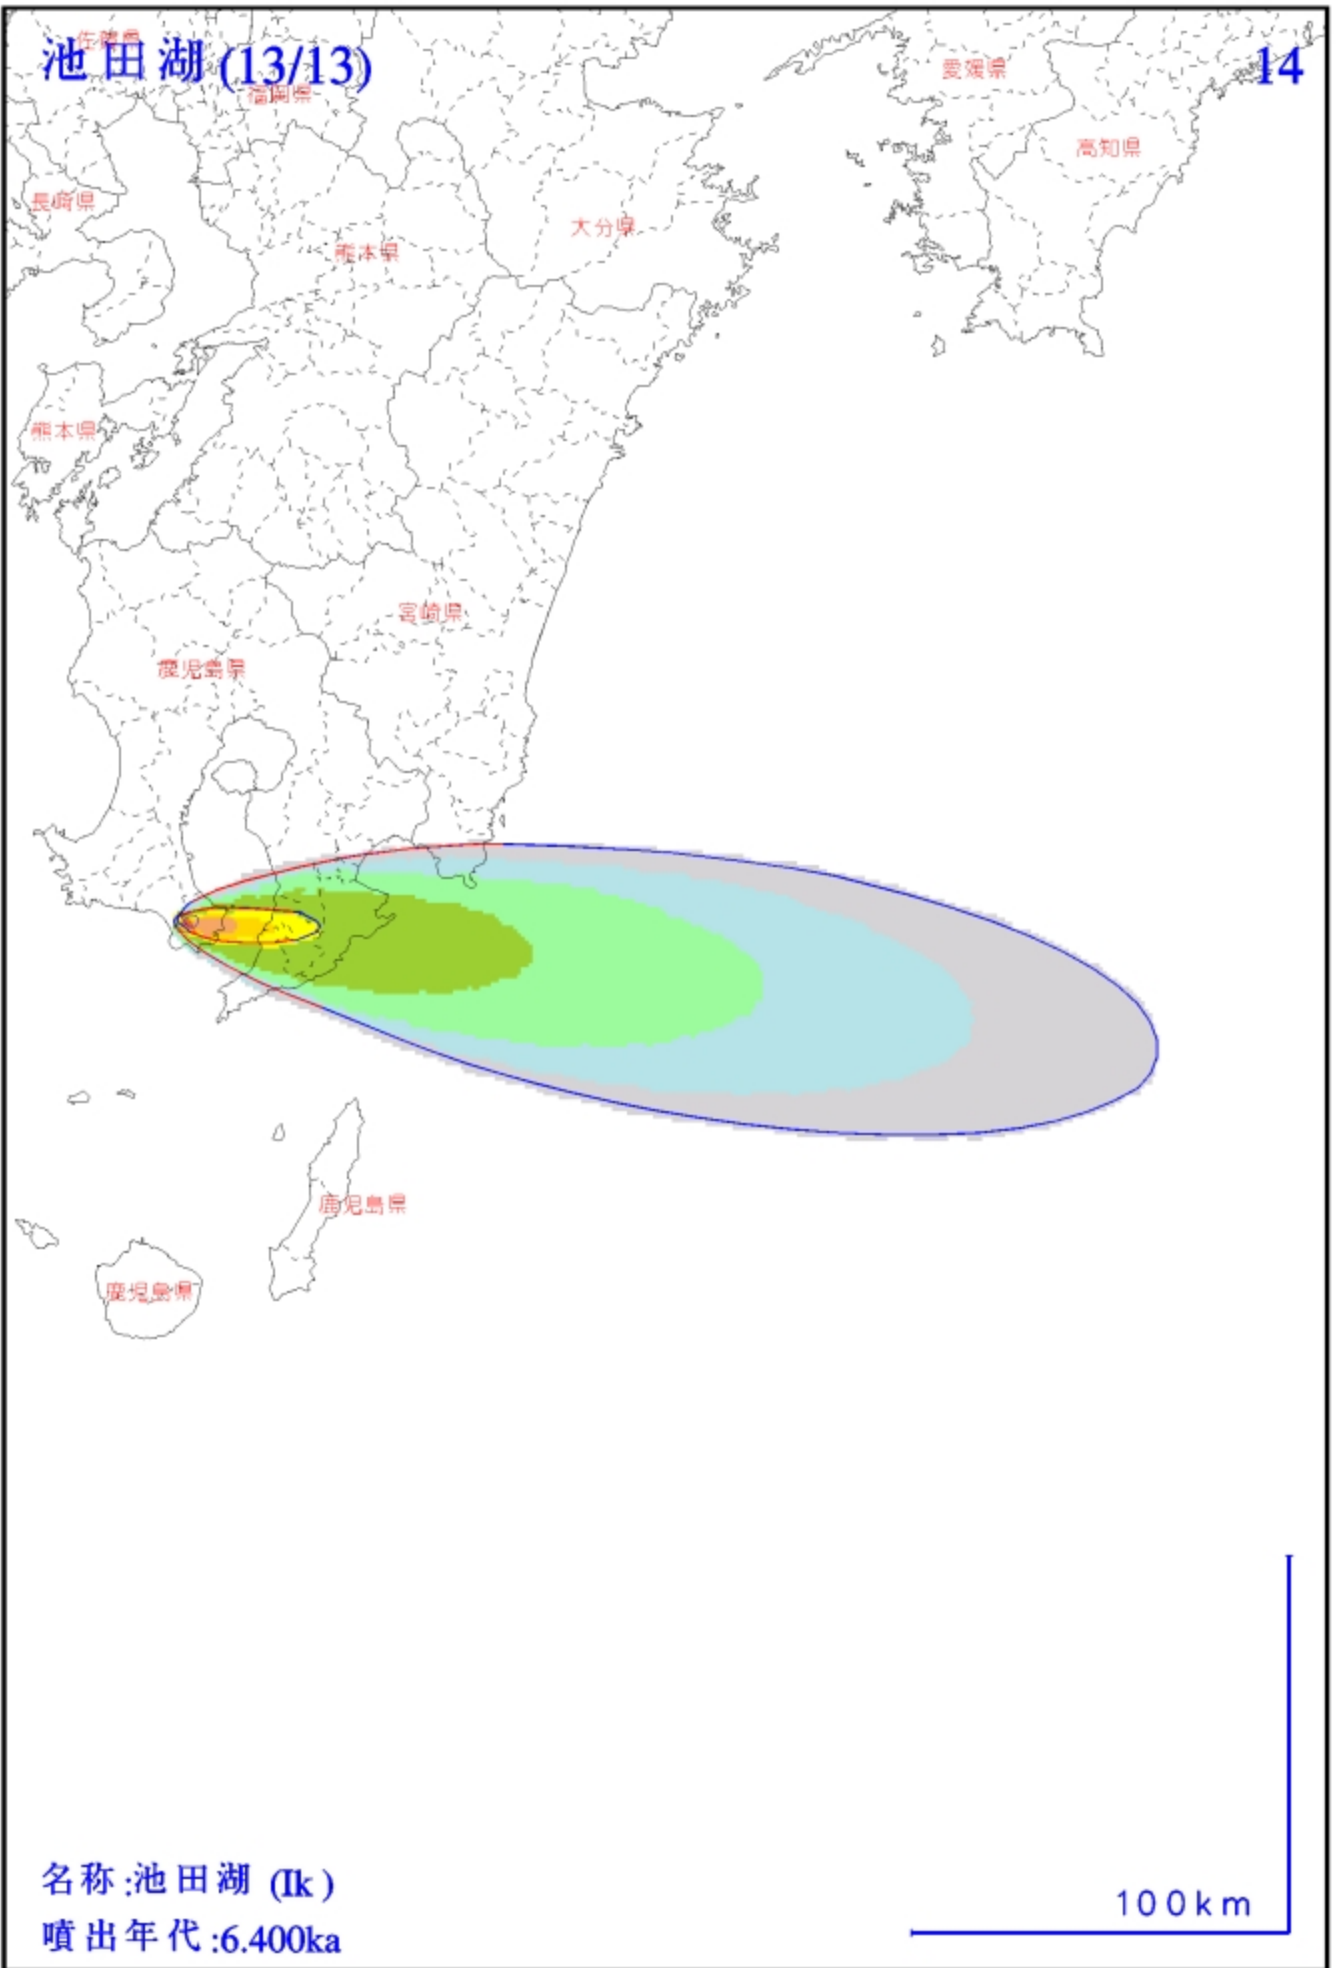 佐賀県
池田湖 (13/13)
14
愛媛県
福岡県
高知県
長崎県
大分県
熊本県
熊本県
宮崎県
鹿児島県
鹿児島県
鹿児島県
名称:池田湖 (Ik )
100km
噴出年代:6.400ka